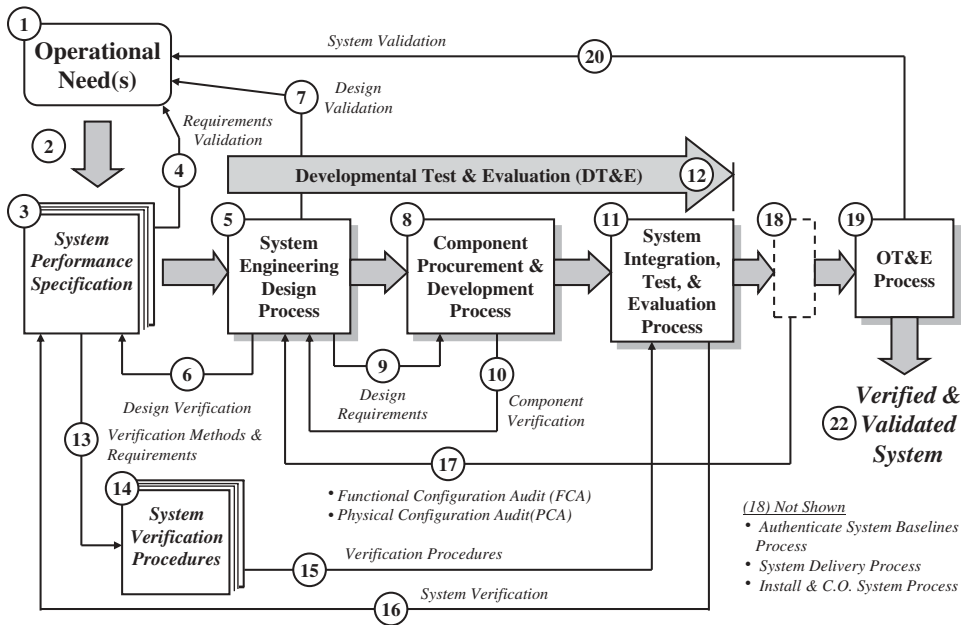 1
Operational
Need(s)
System Validation
20
7
Design
Validation
Requirements
Validation
2
4
Developmental Test & Evaluation (DT&E)
12
3
System
Performance
Specification
5
System
Engineering
Design
Process
8
Component
Procurement &
Development
Process
11
System
Integration,
Test, &
Evaluation
Process
18
19
OT&E
Process
6
Design Verification
9
Design
Requirements
10
Component
Verification
13
Verification Methods &
Requirements
22
Verified &
Validated
System
17
• Functional Configuration Audit (FCA)
• Physical Configuration Audit(PCA)
14
System
Verification
Procedures
15
Verification Procedures
16
System Verification
(18) Not Shown
• Authenticate System Baselines
Process
• System Delivery Process
• Install & C.O. System Process